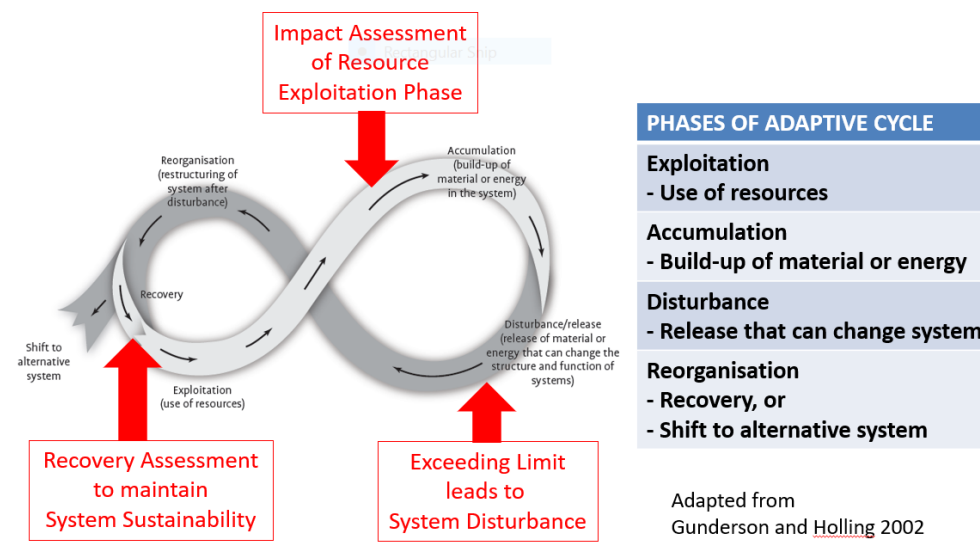 Impact Assessment
of Resource
Exploitation Phase
Rectangular Snip
Reorganisation
(restructuring of
system after
disturbance)
Accumulation
(build-up of
material or energy
in the system)
Recovery
Shift to
alternative
system
Exploitation
(use of resources)
Disturbance/release
(release of material or
energy that can change the
structure and function of
systems)
Recovery Assessment
to maintain
System Sustainability
Exceeding Limit
leads to
System Disturbance
PHASES OF ADAPTIVE CYCLE
Exploitation
- Use of resources
Accumulation
- Build-up of material or energy
Disturbance
- Release that can change system
Reorganisation
- Recovery, or
- Shift to alternative system
Adapted from
Gunderson and Holling 2002